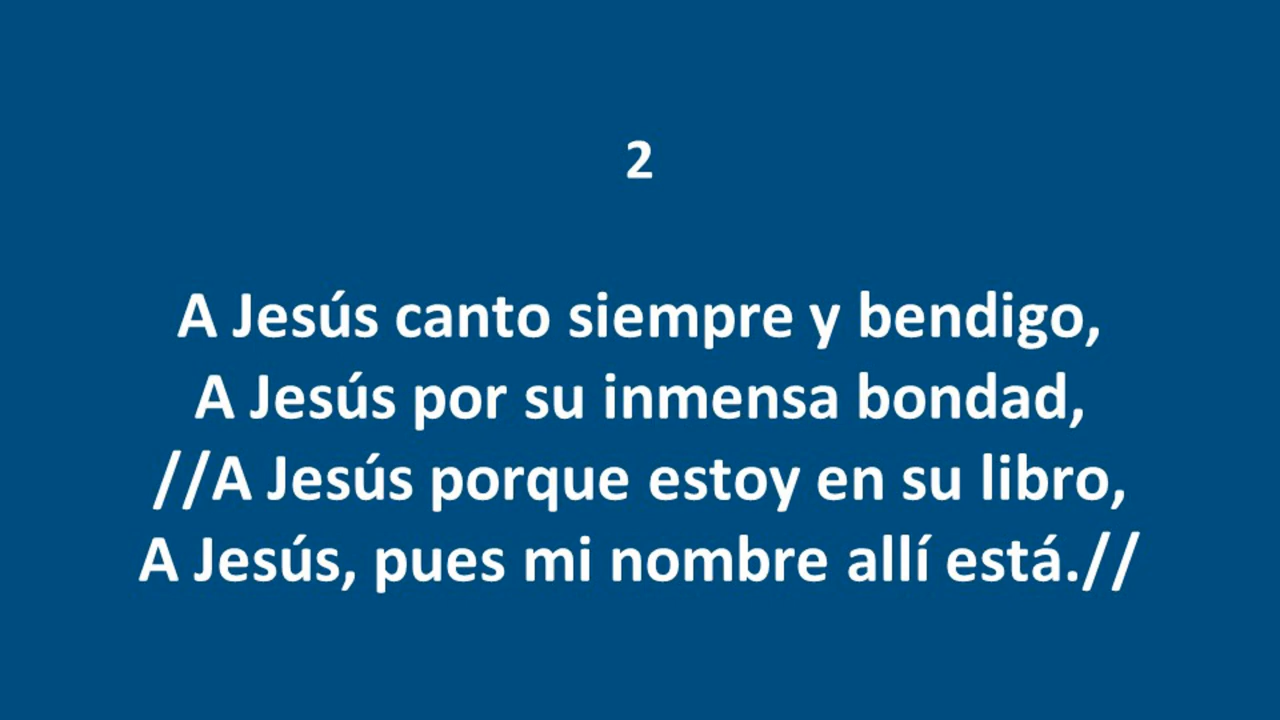 2
A Jesús canto siempre y bendigo,
A Jesús por su inmensa bondad,
//A Jesús porque estoy en su libro,
A Jesús, pues mi nombre allí está.//